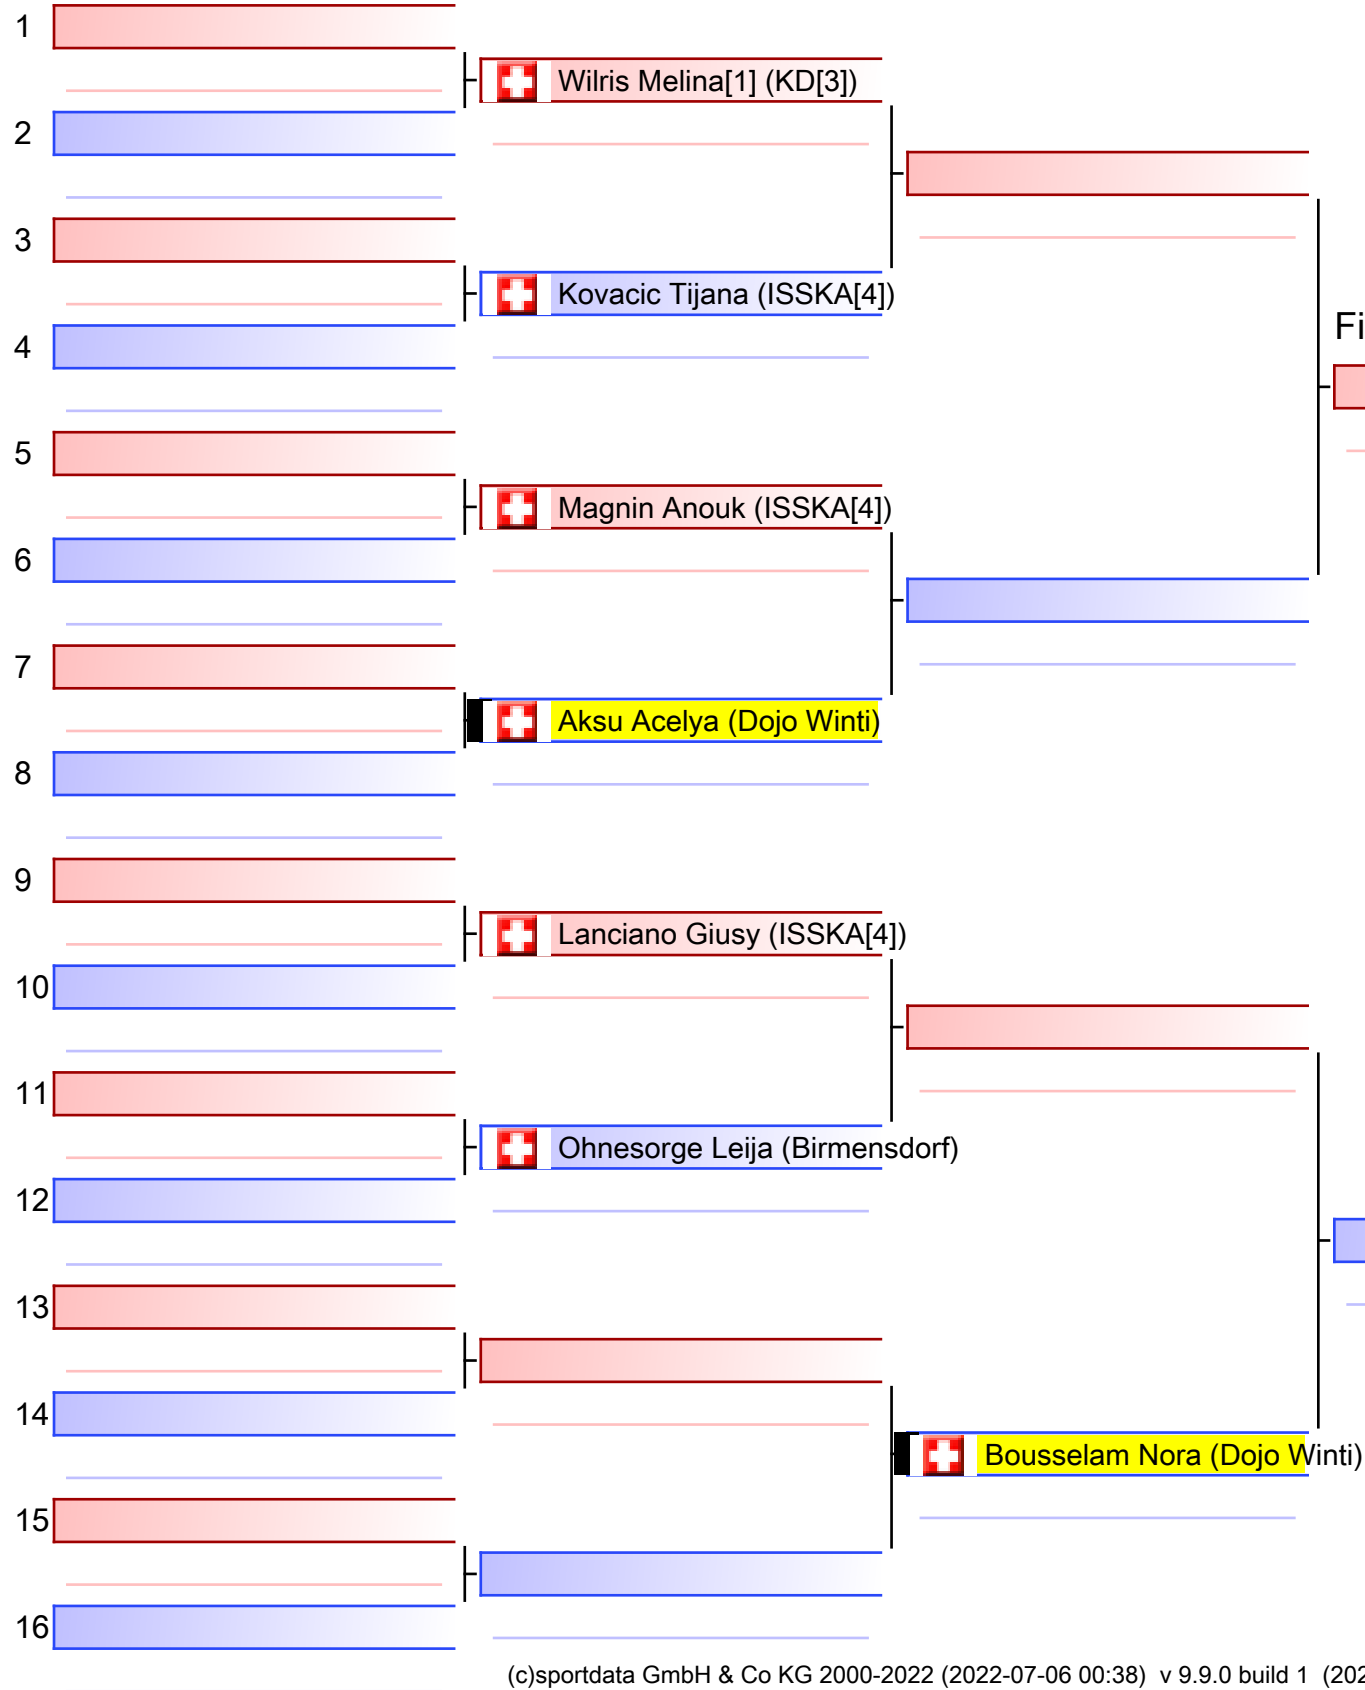 1
Wilris Melina[1] (KD[3])
2
3
Kovacic Tijana (ISSKA[4])
4
Fi
5
Magnin Anouk (ISSKA[4])
6
7
Aksu Acelya (Dojo Winti)
8
9
Lanciano Giusy (ISSKA[4])
10
11
Ohnesorge Leija (Birmensdorf)
12
13
14
Bousselam Nora (Dojo Winti)
15
16
(c)sportdata GmbH & Co KG 2000-2022 (2022-07-06 00:38) v 9.9.0 build 1 (202